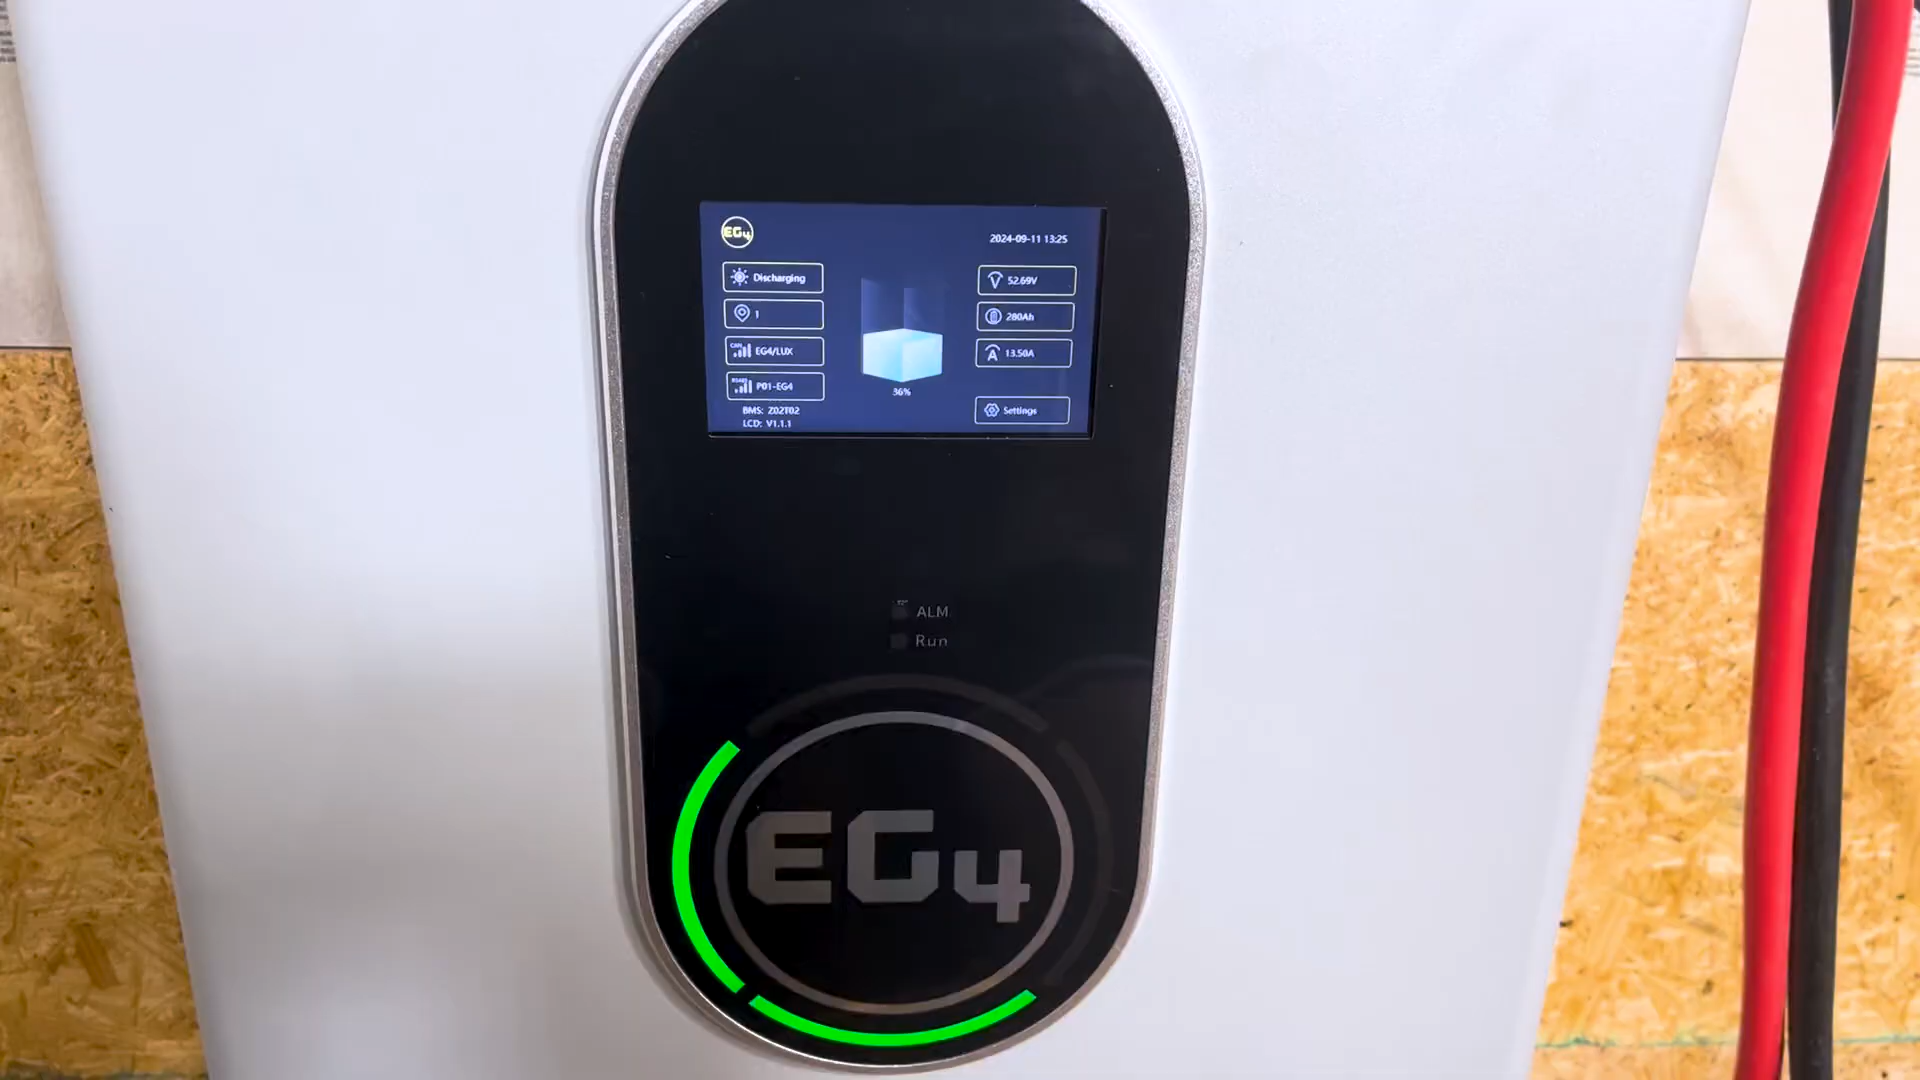 EG4
2024-09-11 13:25
Discharging
1
EG4/LUX
P01-EG4
BMS: Z02T02
LCD: V1.1.1
36%
52.69V
280Ah
13.50A
Settings
ALM
Run
EG4